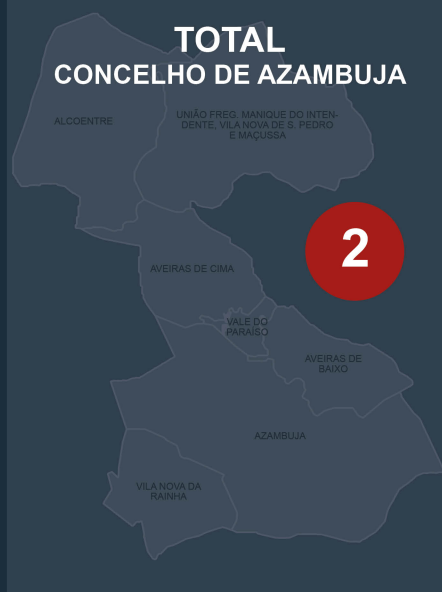 TOTAL
CONCELHO DE AZAMBUJA
ALCOENTRE
UNIÃO FREG. MANIQUE DO INTEN-
DENTE, VILA NOVA DE S. PEDRO
E MAÇUSSA
2
AVEIRAS DE CIMA
VALE DO
PARAÍSO
AVEIRAS DE
BAIXO
AZAMBUJA
VILA NOVA DA
RAINHA